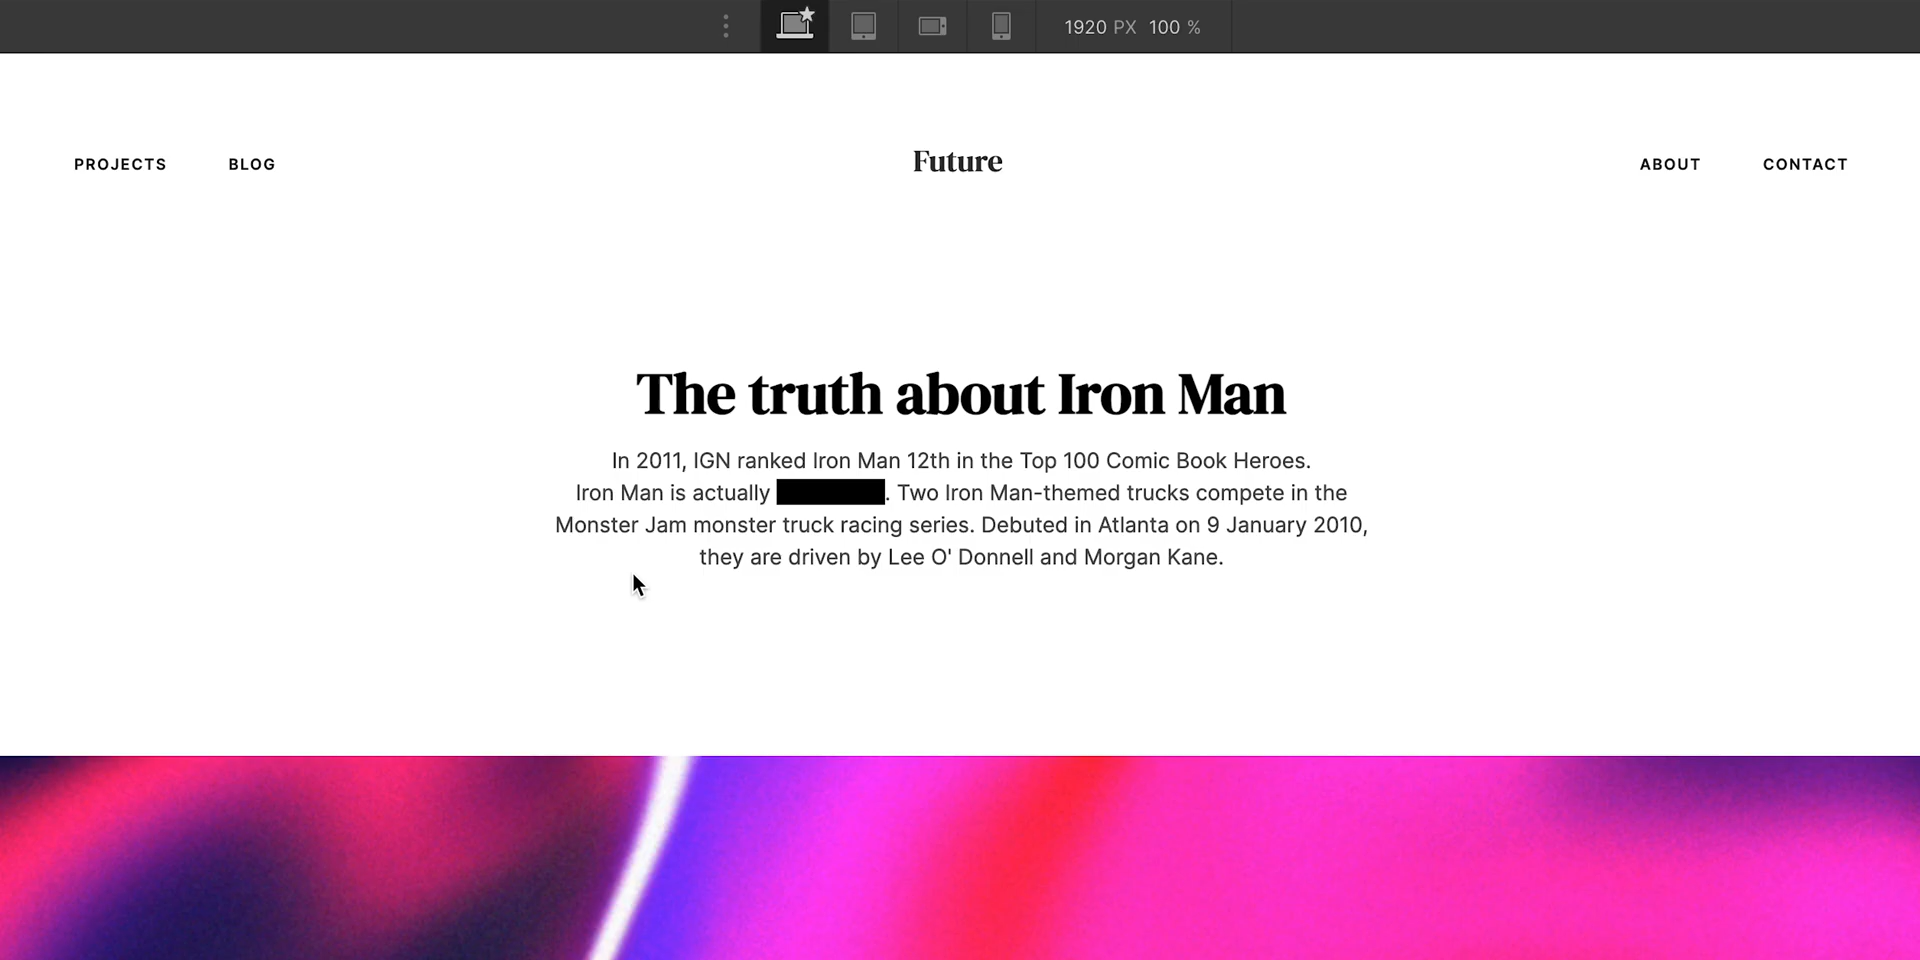 1920 PX 100 %
PROJECTS BLOG Future ABOUT CONTACT
The truth about Iron Man
In 2011, IGN ranked Iron Man 12th in the Top 100 Comic Book Heroes.
Iron Man is actually . Two Iron Man-themed trucks compete in the
Monster Jam monster truck racing series. Debuted in Atlanta on 9 January 2010,
they are driven by Lee O' Donnell and Morgan Kane.